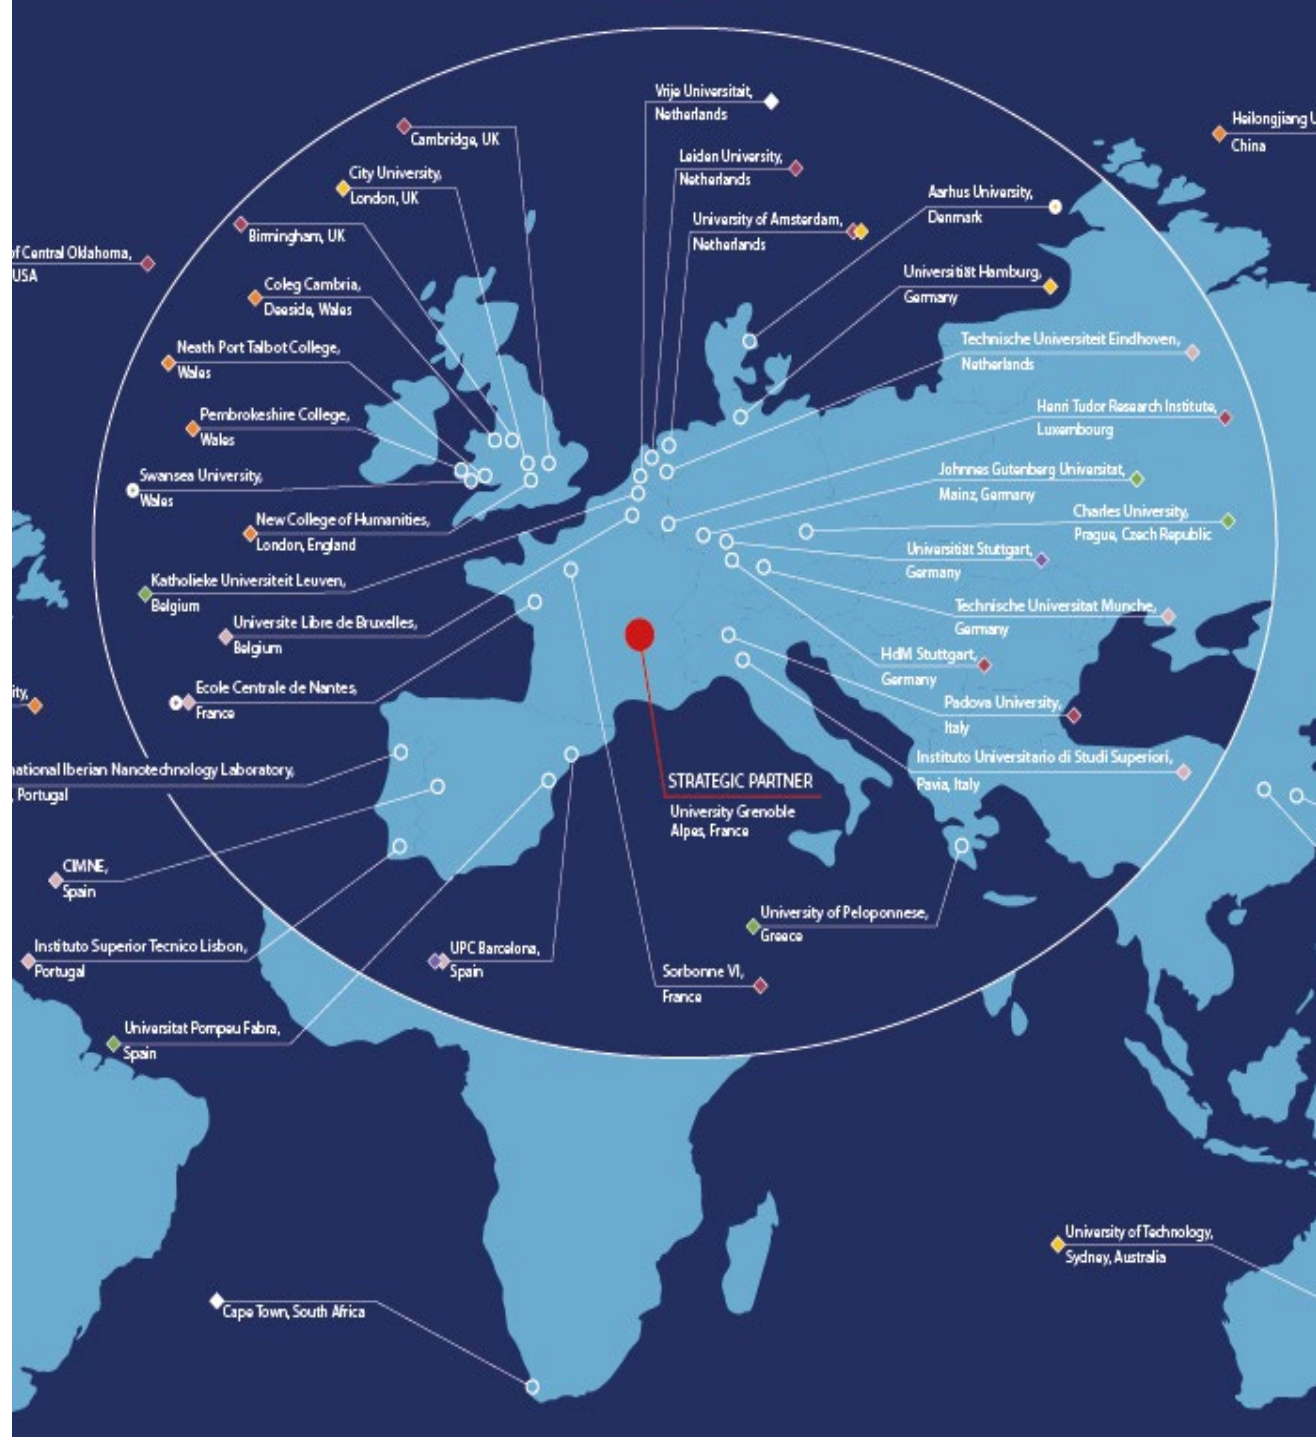 Vrije Universitait,
Netherlands
Cambridge, UK
Heilongjiang U
China
Leiden University,
Netherlands
City University,
London, UK
Aarhus University,
Denmark
University of Amsterdam,
Netherlands
Birmingham, UK
of Central Oklahoma,
USA
Universitiät Hamburg,
Germany
Coleg Cambria,
Deeside, Wales
Technische Universiteit Eindhoven,
Netherlands
Neath Port Talbot College,
Wales
Henri Tudor Research Institute,
Luxembourg
Pembrokeshire College,
Wales
Johnnes Gutenberg Universitat,
Mainz, Germany
Swansea University,
Wales
Charles University,
Prague, Czech Republic
New College of Humanities,
London, England
Universitiät Stuttgart,
Germany
Katholieke Universiteit Leuven,
Belgium
Technische Universitat Munche,
Germany
Universite Libre de Bruxelles,
Belgium
HdM Stuttgart,
Germany
Ecole Centrale de Nantes,
France
ity,
Padova University,
Italy
Instituto Universitario di Studi Superiori,
Pavia, Italy
national Iberian Nanotechnology Laboratory,
, Portugal
STRATEGIC PARTNER
University Grenoble
Alpes, France
CIMNE,
Spain
University of Peloponnese,
Greece
Instituto Superior Tecnico Lisbon,
Portugal
UPC Barcelona,
Spain
Sorbonne VI,
France
Universitat Pompeu Fabra,
Spain
University of Technology,
Sydney, Australia
Cape Town, South Africa